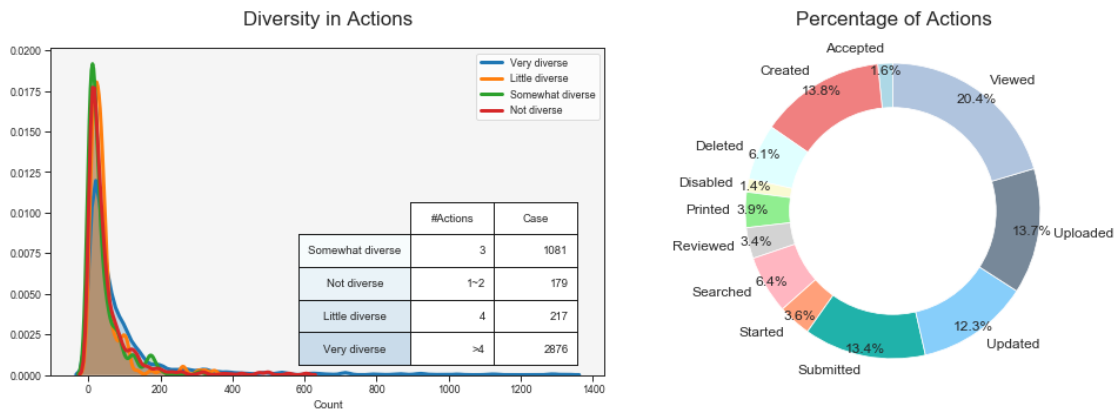 Diversity in Actions
0.0200
0.0175
0.0150
0.0125
0.0100
0.0075
0.0050
0.0025
0.0000
0
200
400
600
800
1000
1200
1400
Count
Very diverse
Little diverse
Somewhat diverse
Not diverse
#Actions Case
Somewhat diverse 3 1081
Not diverse 1~2 179
Little diverse 4 217
Very diverse >4 2876
Percentage of Actions
Accepted
1.6%
Viewed
20.4%
Created
13.8%
Deleted
6.1%
Disabled
1.4%
Printed
3.9%
Reviewed
3.4%
Searched
6.4%
Started
3.6%
Submitted
13.4%
Updated
12.3%
Uploaded
13.7%